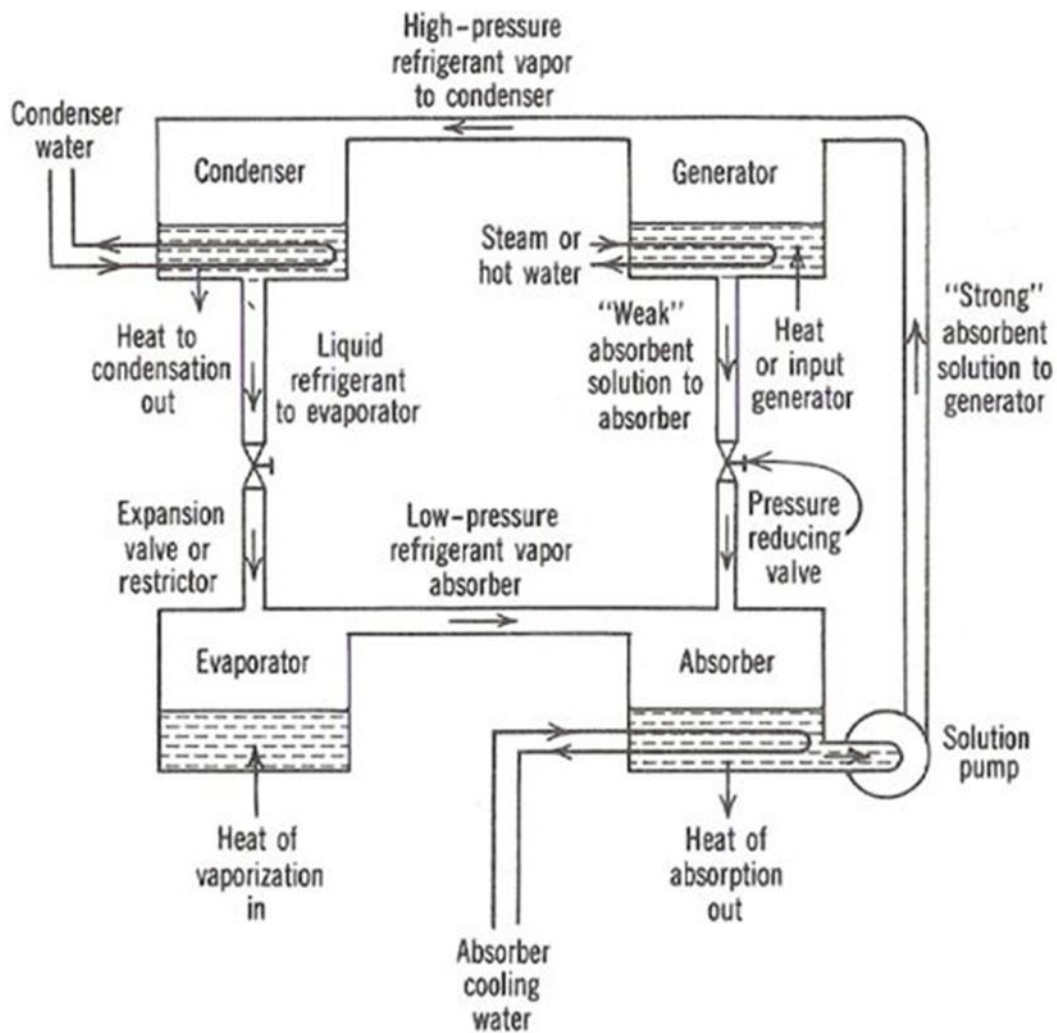 High-pressure
refrigerant vapor
to condenser
Condenser
water
Condenser
Generator
Steam or
hot water
Heat to
condensation
out
Liquid
refrigerant
to evaporator
"Weak"
absorbent
solution to
absorber
Heat
or input
generator
"Strong"
absorbent
solution to
generator
Expansion
valve or
restrictor
Low-pressure
refrigerant vapor
absorber
Pressure
reducing
valve
Evaporator
Absorber
Solution
pump
Heat of
vaporization
in
Heat of
absorption
out
Absorber
cooling
water